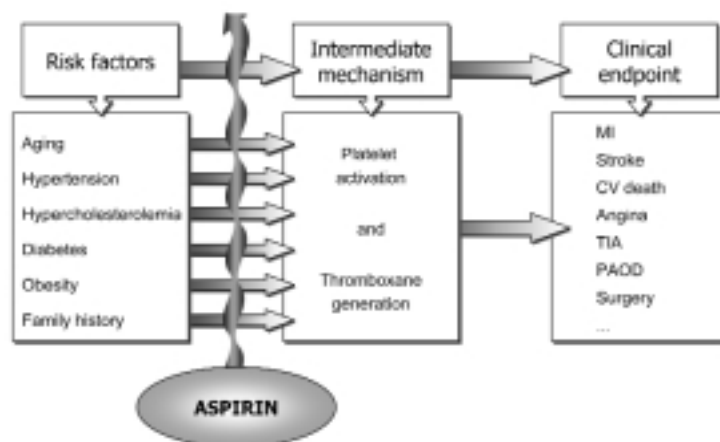 Risk factors
Intermediate
mechanism
Clinical
endpoint
Aging
Hypertension
Hypercholesterolemia
Diabetes
Obesity
Family history
Platelet
activation
and
Thromboxane
generation
MI
Stroke
CV death
Angina
TIA
PAOD
Surgery
...
ASPIRIN